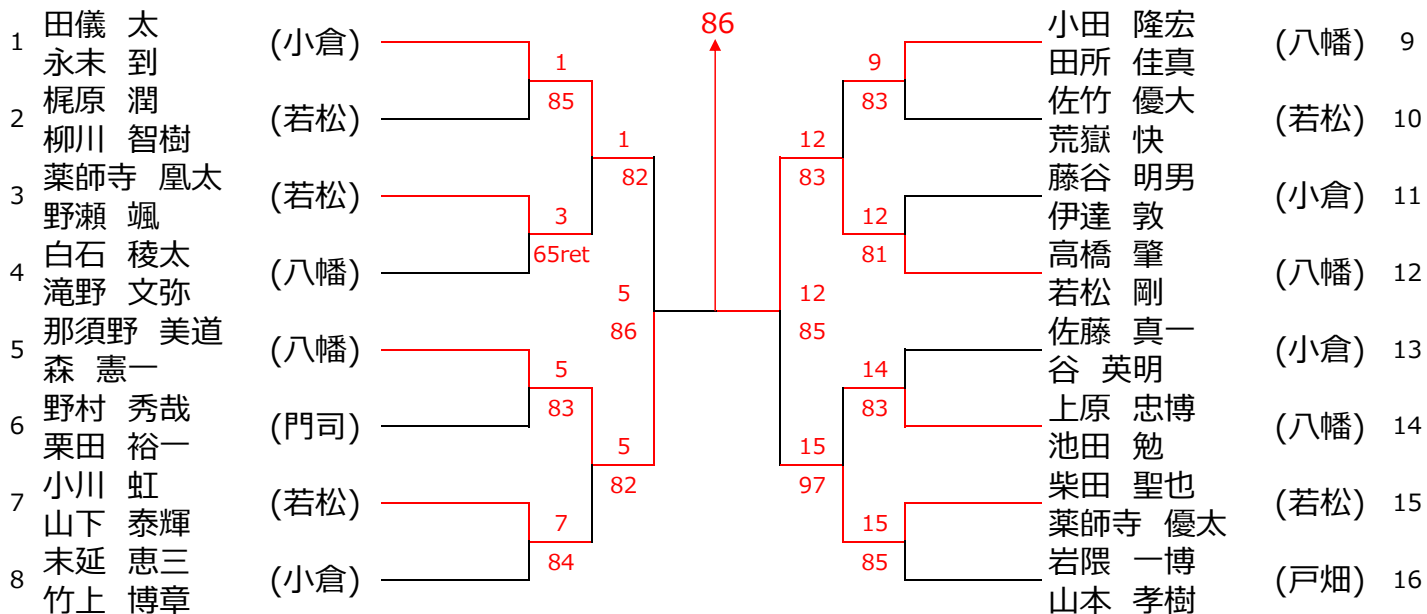 1 田儀 太 (小倉)
永末 到
2 梶原 潤 (若松)
柳川 智樹
3 薬師寺 凰太 (若松)
野瀬 颯
4 白石 稜太 (八幡)
滝野 文弥
5 那須野 美道 (八幡)
森 憲一
6 野村 秀哉 (門司)
栗田 裕一
7 小川 虹 (若松)
山下 泰輝
8 末延 恵三 (小倉)
竹上 博章
1
85
3
65ret
5
83
7
84
1
82
5
82
5
86
86
12
85
12
83
15
97
9
83
12
81
14
83
15
85
小田 隆宏 (八幡) 9
田所 佳真
佐竹 優大 (若松) 10
荒嶽 快
藤谷 明男 (小倉) 11
伊達 敦
高橋 肇 (八幡) 12
若松 剛
佐藤 真一 (小倉) 13
谷 英明
上原 忠博 (八幡) 14
池田 勉
柴田 聖也 (若松) 15
薬師寺 優太
岩隈 一博 (戸畑) 16
山本 孝樹